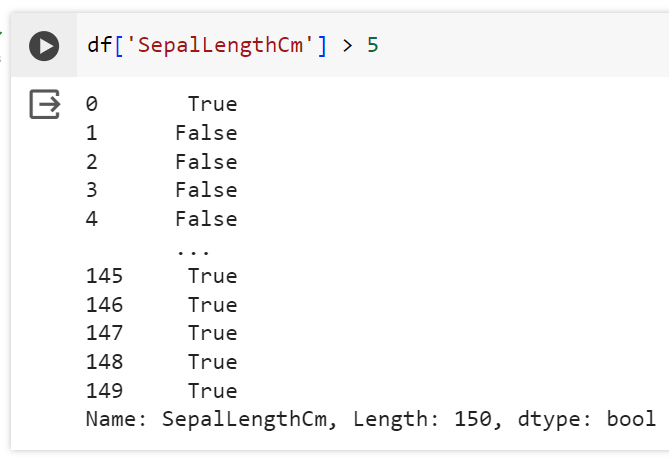 df['SepalLengthCm'] > 5
0       True
1      False
2      False
3      False
4      False
       ...
145     True
146     True
147     True
148     True
149     True
Name: SepalLengthCm, Length: 150, dtype: bool